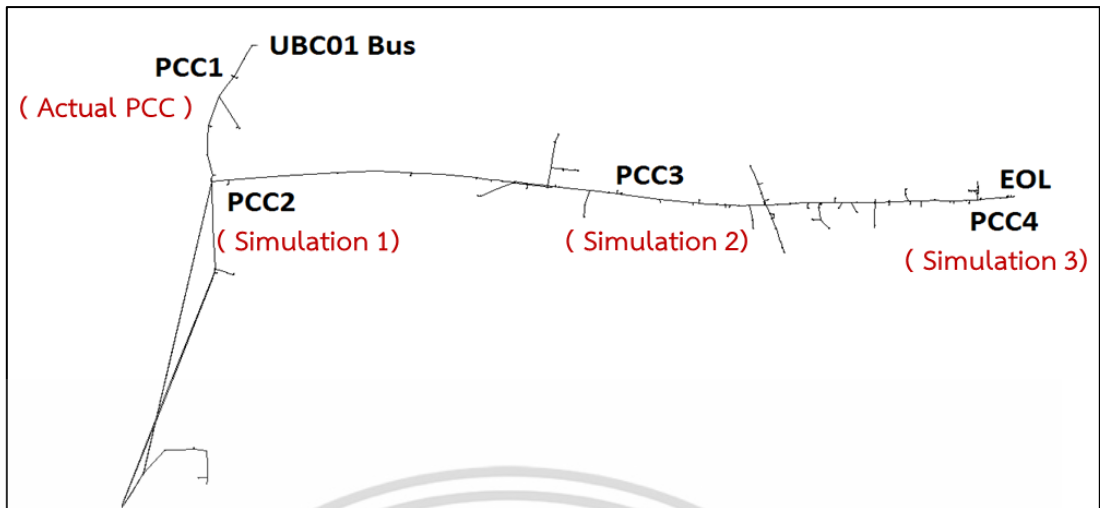 UBC01 Bus
PCC1
( Actual PCC )
PCC2
( Simulation 1)
PCC3
( Simulation 2)
EOL
PCC4
( Simulation 3)